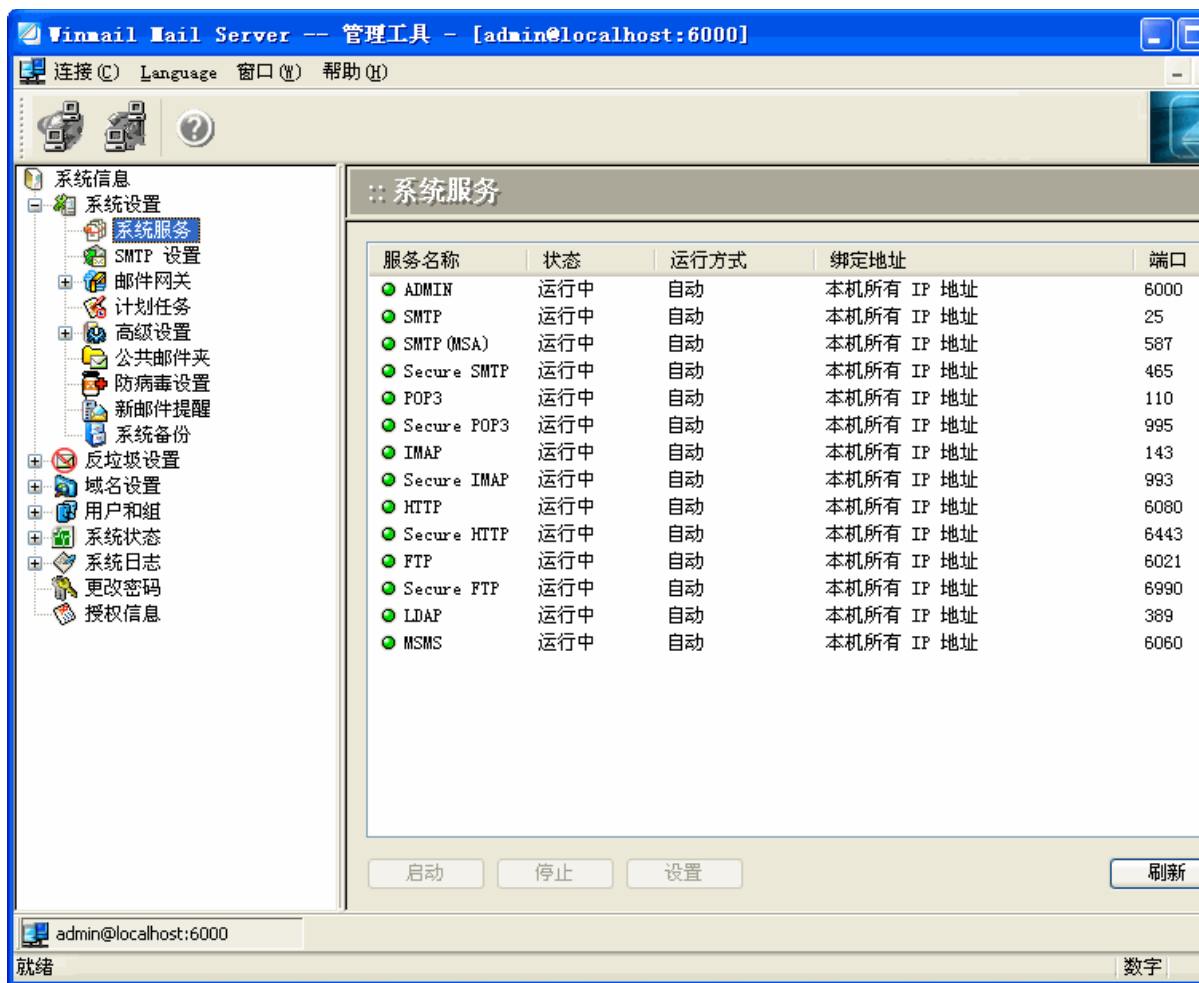 Winmail Mail Server -- 管理工具 - [admin@localhost:6000]
连接(C) Language 窗口(W) 帮助(H)
系统信息
系统设置
系统服务
SMTP 设置
邮件网关
计划任务
高级设置
公共邮件夹
防病毒设置
新邮件提醒
系统备份
反垃圾设置
域名设置
用户和组
系统状态
系统日志
更改密码
授权信息
:: 系统服务
服务名称 状态 运行方式 绑定地址 端口
ADMIN 运行中 自动 本机所有 IP 地址 6000
SMTP 运行中 自动 本机所有 IP 地址 25
SMTP(MSA) 运行中 自动 本机所有 IP 地址 587
Secure SMTP 运行中 自动 本机所有 IP 地址 465
POP3 运行中 自动 本机所有 IP 地址 110
Secure POP3 运行中 自动 本机所有 IP 地址 995
IMAP 运行中 自动 本机所有 IP 地址 143
Secure IMAP 运行中 自动 本机所有 IP 地址 993
HTTP 运行中 自动 本机所有 IP 地址 6080
Secure HTTP 运行中 自动 本机所有 IP 地址 6443
FTP 运行中 自动 本机所有 IP 地址 6021
Secure FTP 运行中 自动 本机所有 IP 地址 6990
LDAP 运行中 自动 本机所有 IP 地址 389
MSMS 运行中 自动 本机所有 IP 地址 6060
启动 停止 设置 刷新
admin@localhost:6000
就绪 数字